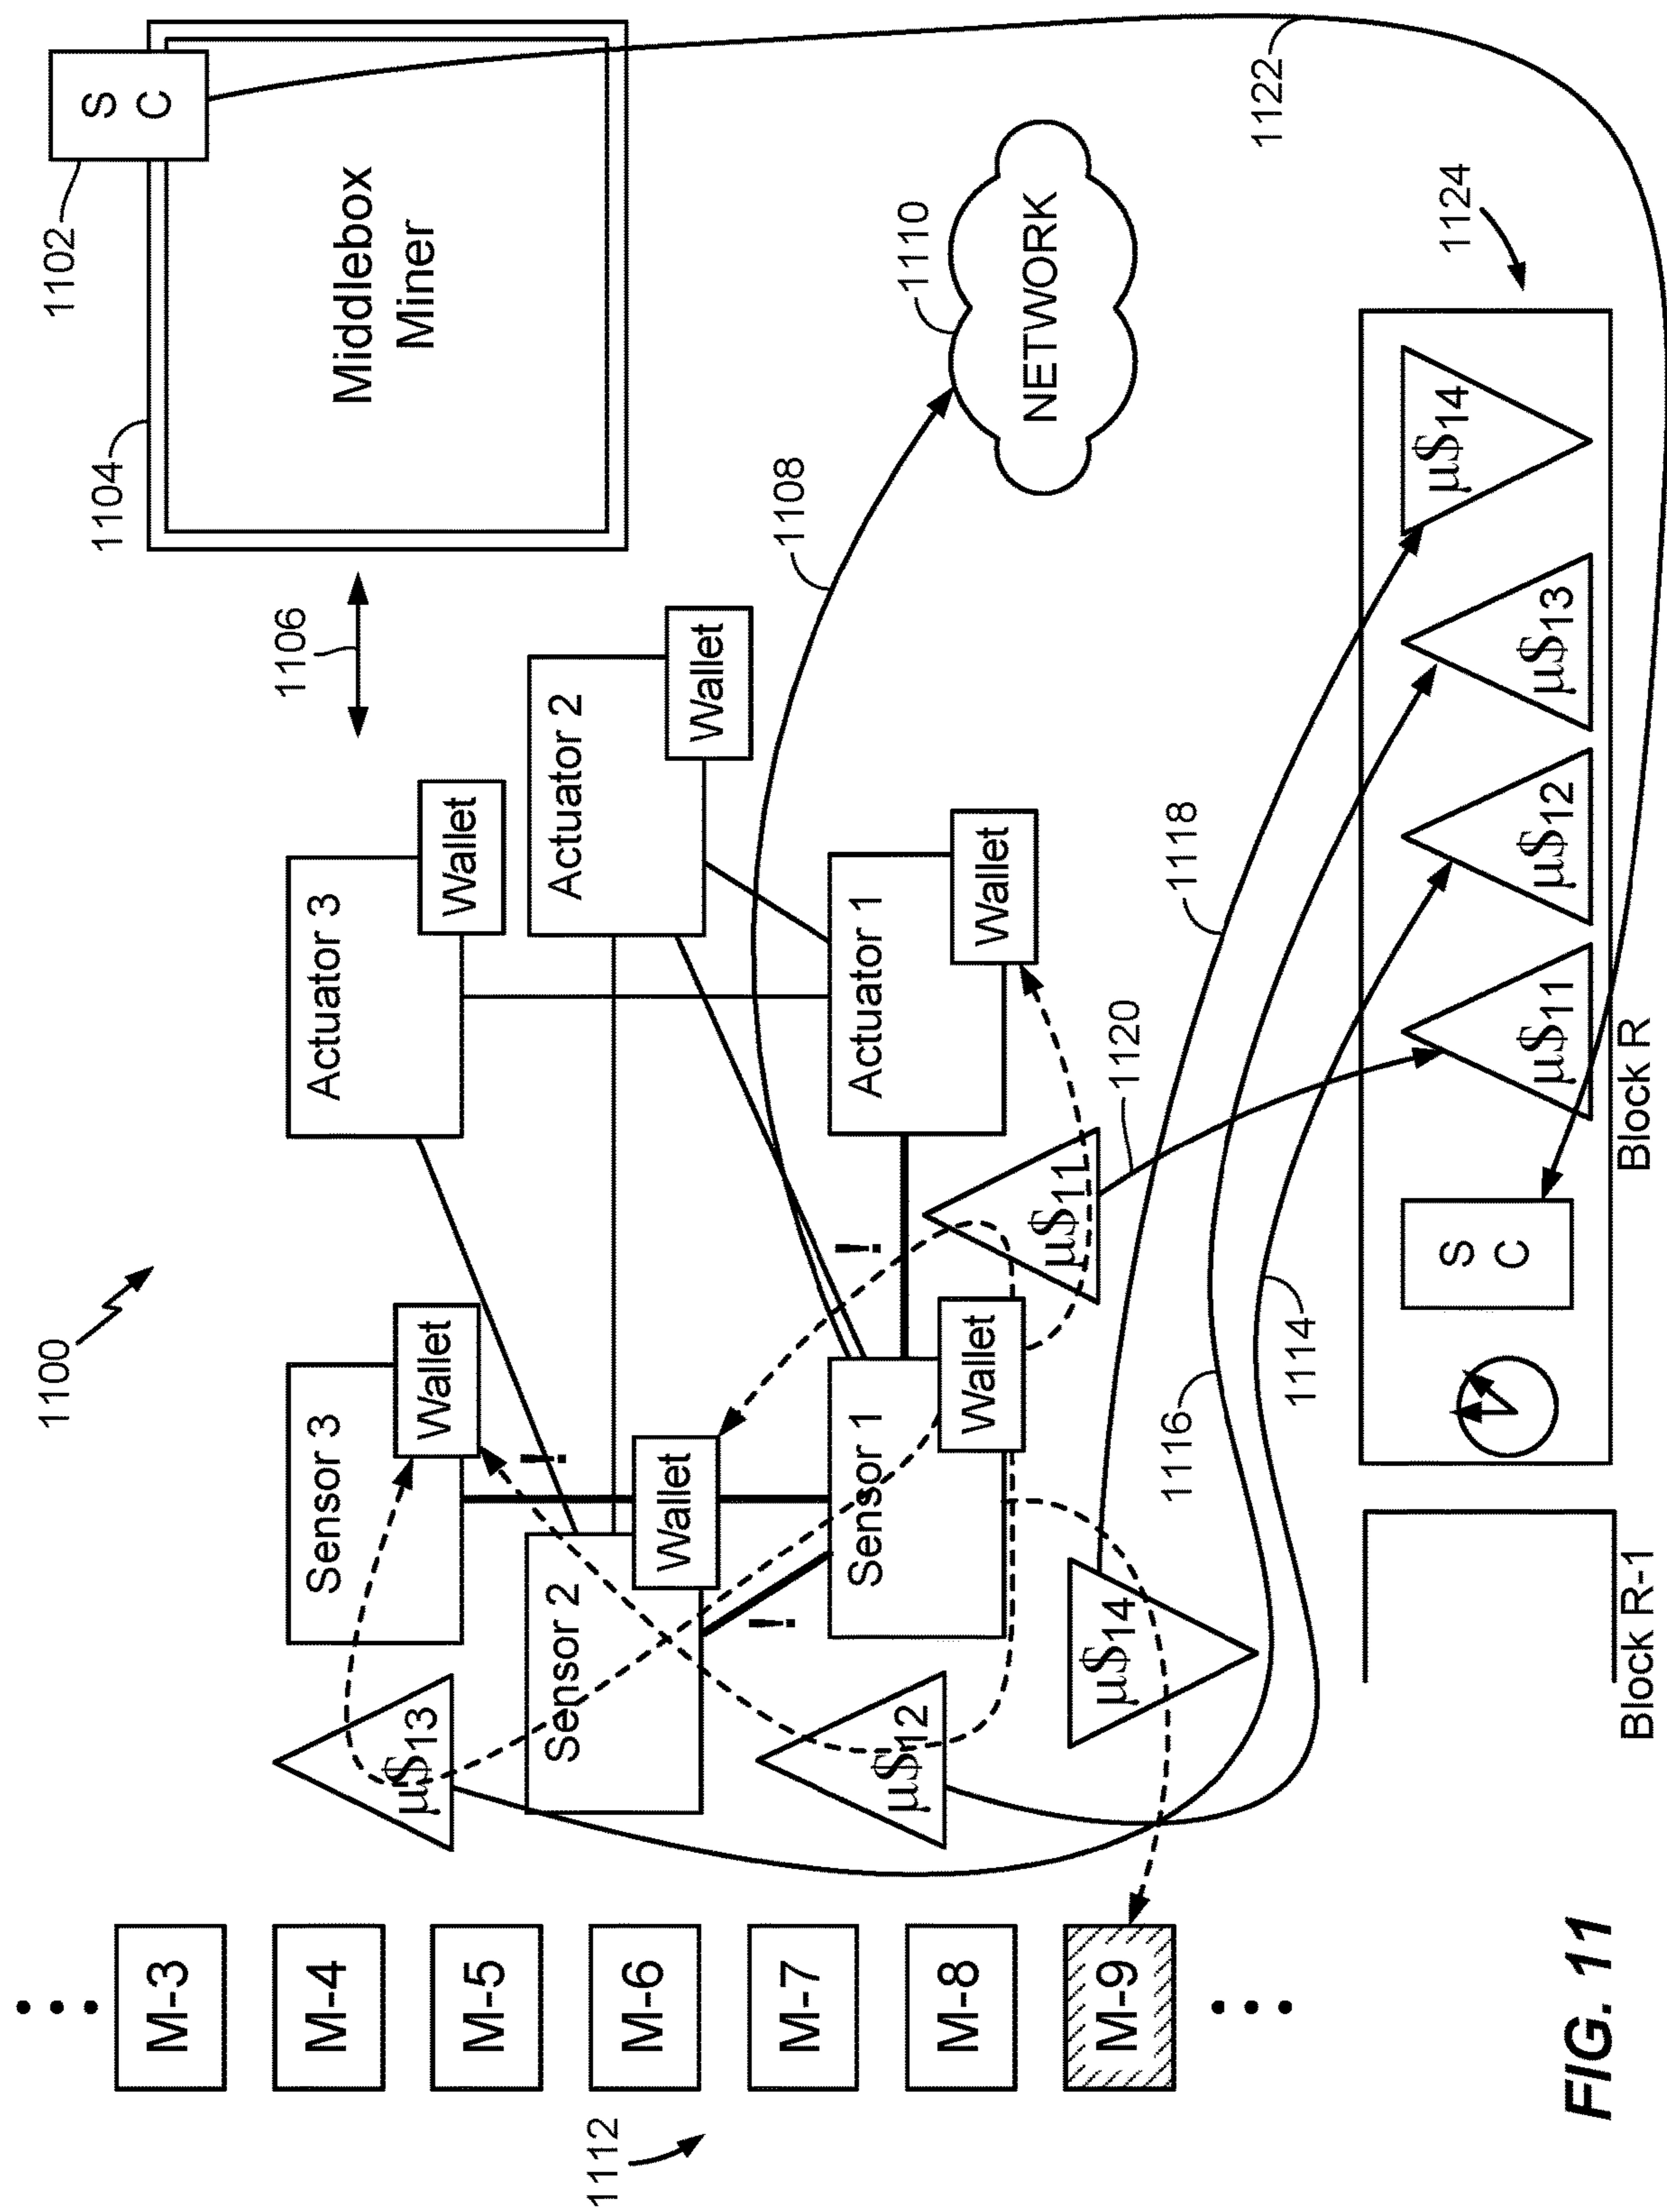 1100
1112
M-3
M-4
M-5
M-6
M-7
M-8
M-9
μ$13
μ$12
μ$14
μ$11
Sensor 3
Wallet
Sensor 2
Wallet
Sensor 1
Wallet
!
!
!
Actuator 3
Wallet
Actuator 2
Wallet
Actuator 1
Wallet
1106
1104
1102
S
C
Middlebox
Miner
1108
1110
NETWORK
1120
1118
1116
1114
1122
1124
S
C
μ$11
μ$12
μ$13
μ$14
Block R-1
Block R
FIG. 11